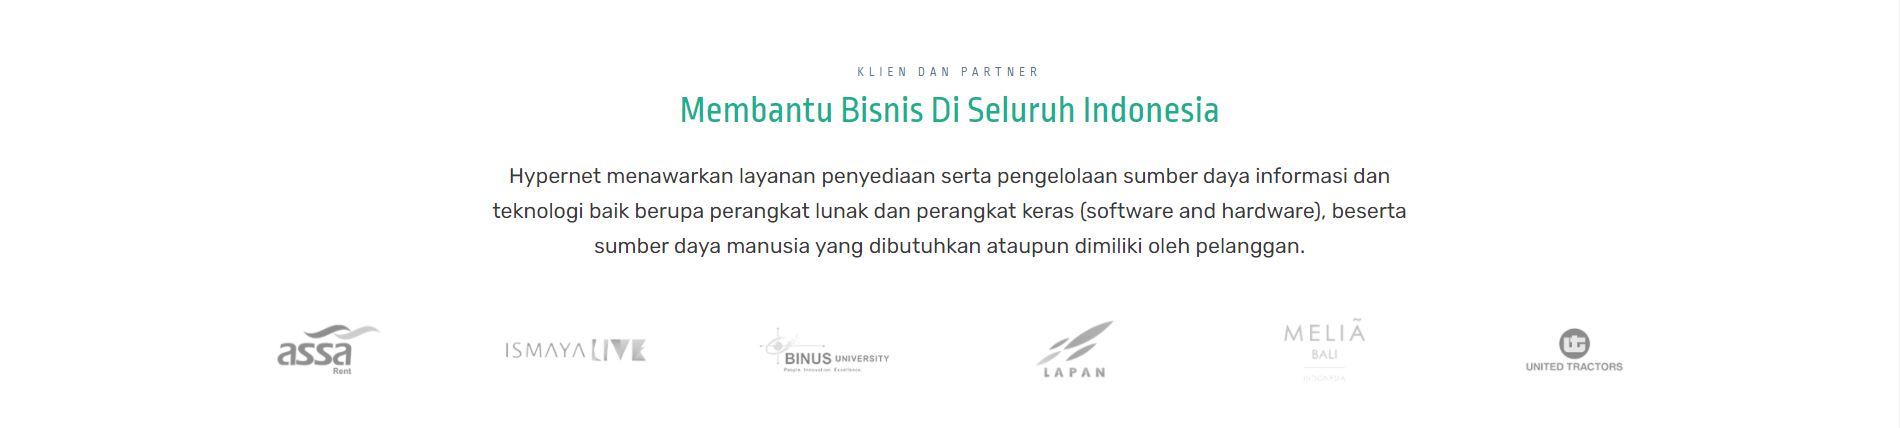 KLIEN DAN PARTNER
Membantu Bisnis Di Seluruh Indonesia
Hypernet menawarkan layanan penyediaan serta pengelolaan sumber daya informasi dan
teknologi baik berupa perangkat lunak dan perangkat keras (software and hardware), beserta
sumber daya manusia yang dibutuhkan ataupun dimiliki oleh pelanggan.
assa
Rent
ISMAYA LIVE
BINUS UNIVERSITY
People Innovation Excellence
LAPAN
MELIÃ
BALI
INDONESIA
UNITED TRACTORS